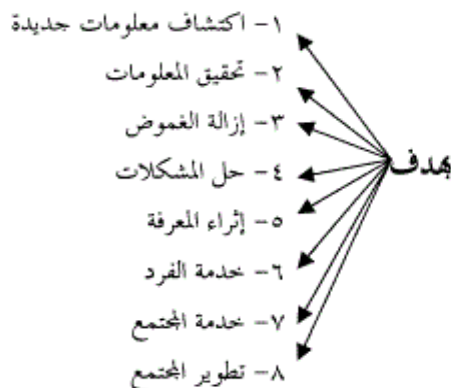 بهدف
١- اكتشاف معلومات جديدة
٢- تحقيق المعلومات
٣- إزالة الغموض
٤- حل المشكلات
٥- إثراء المعرفة
٦- خدمة الفرد
٧- خدمة المجتمع
٨- تطوير المجتمع